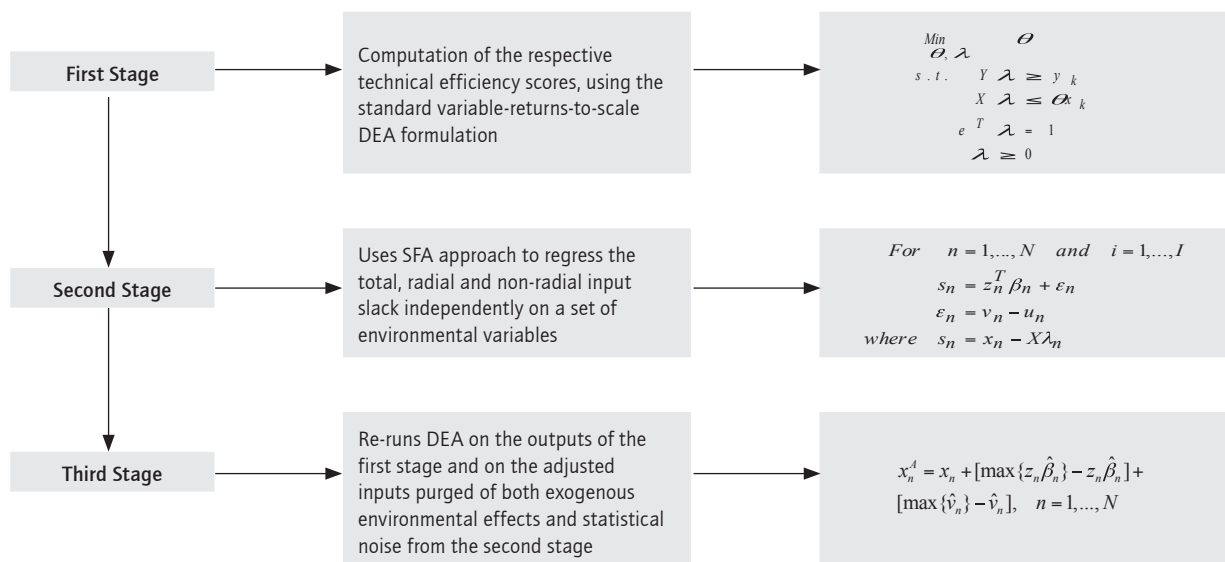 First Stage
Computation of the respective
technical efficiency scores, using the
standard variable-returns-to-scale
DEA formulation
Min θ
θ, λ
s . t . Y λ ≥ y k
X λ ≤ θx k
e T λ = 1
λ ≥ 0
Second Stage
Uses SFA approach to regress the
total, radial and non-radial input
slack independently on a set of
environmental variables
For n = 1,..., N and i = 1,..., I
s_n = z_n^T β_n + ε_n
ε_n = v_n − u_n
where s_n = x_n − Xλ_n
Third Stage
Re-runs DEA on the outputs of the
first stage and on the adjusted
inputs purged of both exogenous
environmental effects and statistical
noise from the second stage
x_n^A = x_n + [max{z_n β̂_n} − z_n β̂_n] +
[max{v̂_n} − v̂_n], n = 1,..., N